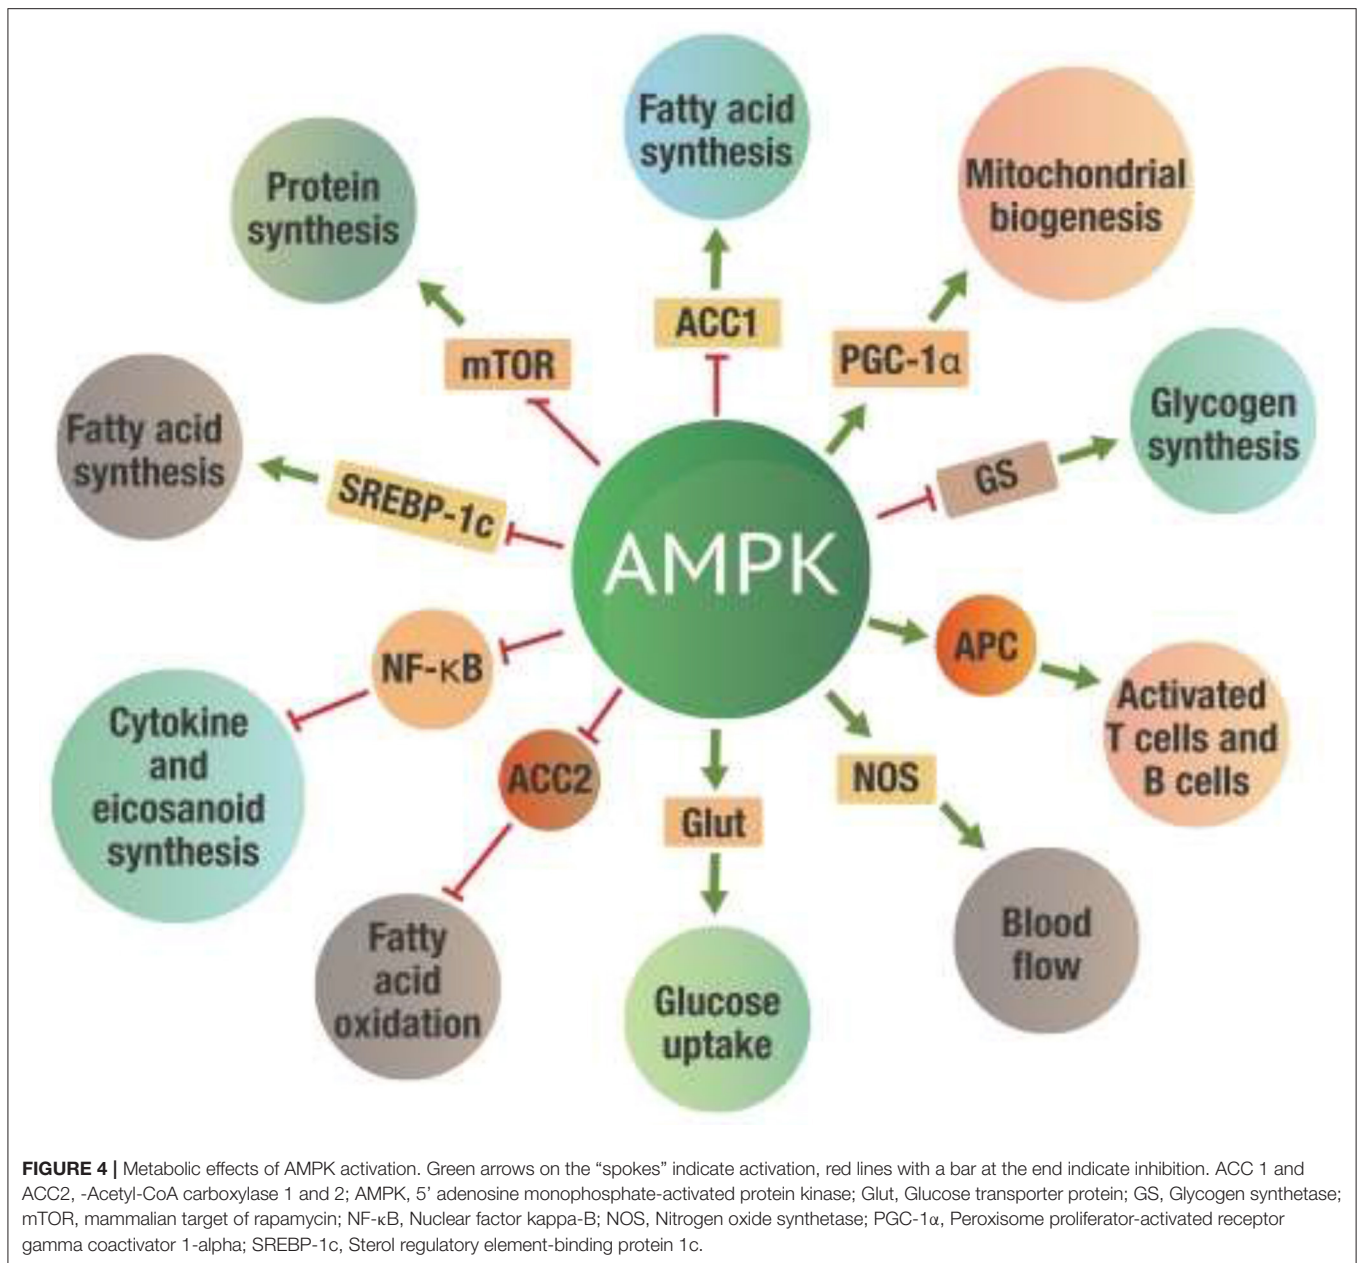 Fatty acid
synthesis
Mitochondrial
biogenesis
Protein
synthesis
ACC1
PGC-1α
mTOR
Glycogen
synthesis
GS
Fatty acid
synthesis
SREBP-1c
AMPK
APC
NF-κB
Activated
T cells and
B cells
Cytokine
and
eicosanoid
synthesis
ACC2
NOS
Glut
Fatty
acid
oxidation
Blood
flow
Glucose
uptake
FIGURE 4 | Metabolic effects of AMPK activation. Green arrows on the “spokes” indicate activation, red lines with a bar at the end indicate inhibition. ACC 1 and
ACC2, -Acetyl-CoA carboxylase 1 and 2; AMPK, 5’ adenosine monophosphate-activated protein kinase; Glut, Glucose transporter protein; GS, Glycogen synthetase;
mTOR, mammalian target of rapamycin; NF-κB, Nuclear factor kappa-B; NOS, Nitrogen oxide synthetase; PGC-1α, Peroxisome proliferator-activated receptor
gamma coactivator 1-alpha; SREBP-1c, Sterol regulatory element-binding protein 1c.